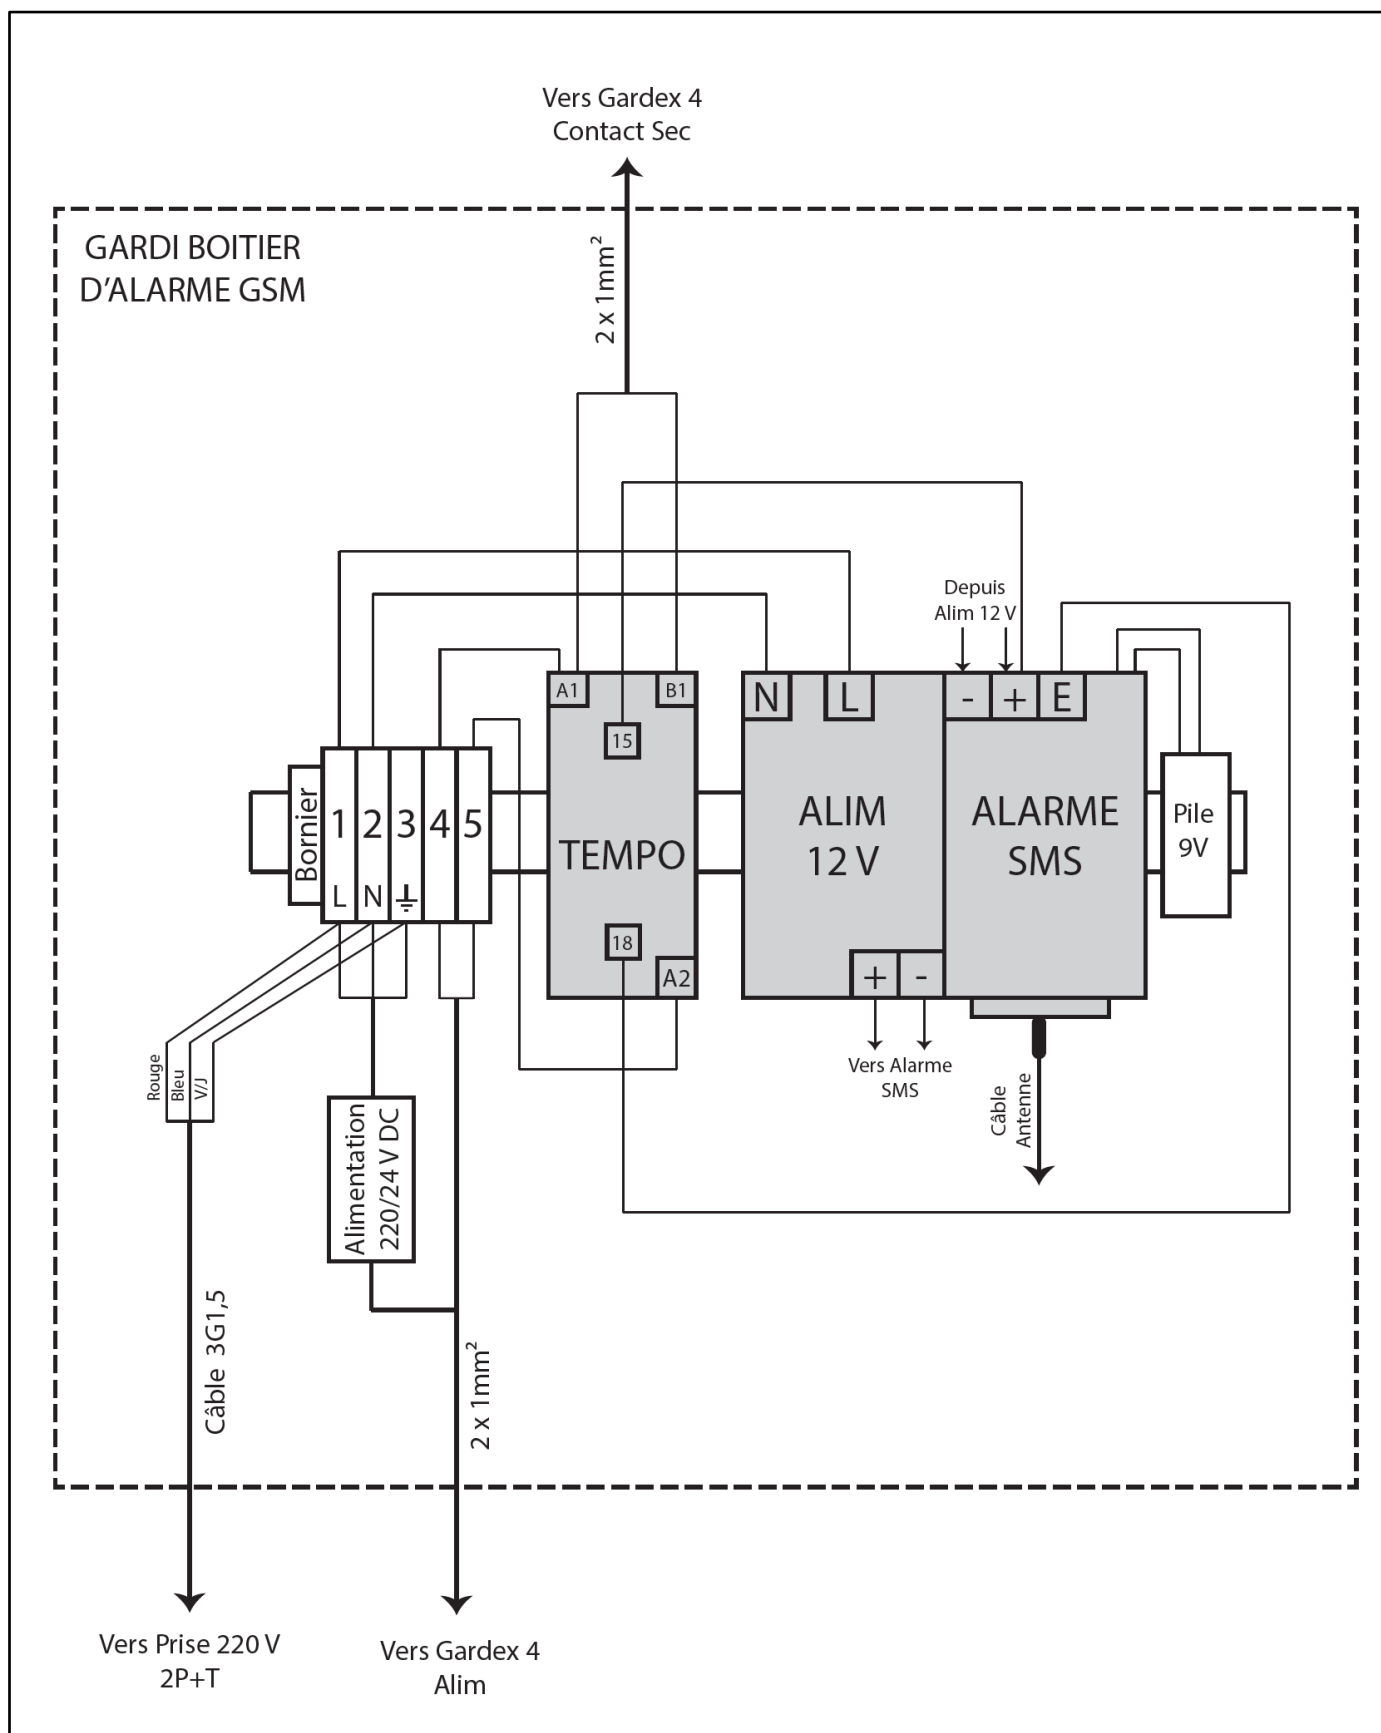 Vers Gardex 4
Contact Sec
GARDI BOITIER
D'ALARME GSM
2 x 1mm²
Depuis
Alim 12 V
A1
B1
N
L
-
+
E
15
Bornier
1
2
3
4
5
L
N
TEMPO
ALIM
12 V
ALARME
SMS
Pile
9V
18
A2
+
-
Vers Alarme
SMS
Câble
Antenne
Rouge
Bleu
V/J
Alimentation
220/24 V DC
Câble 3G1,5
2 x 1mm²
Vers Prise 220 V
2P+T
Vers Gardex 4
Alim